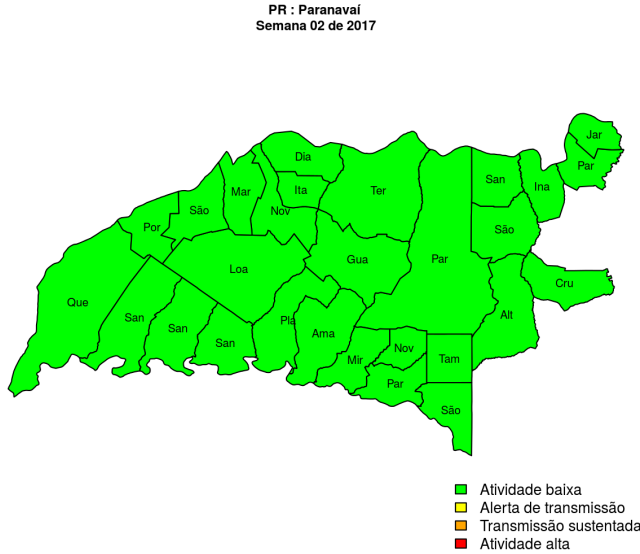 PR : Paranavaí
Semana 02 de 2017
Jar
Par
Dia
San
Ina
Ita
Mar
Ter
São
Nov
Por
São
Loa
Gua
Par
Cru
Que
San
San
San
Pla
Ama
Alt
Mir
Nov
Tam
Par
São
Atividade baixa
Alerta de transmissão
Transmissão sustentada
Atividade alta